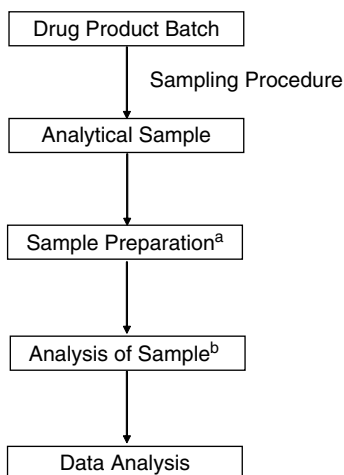 Drug Product Batch
Sampling Procedure
Analytical Sample
Sample Preparationᵃ
Analysis of Sampleᵇ
Data Analysis